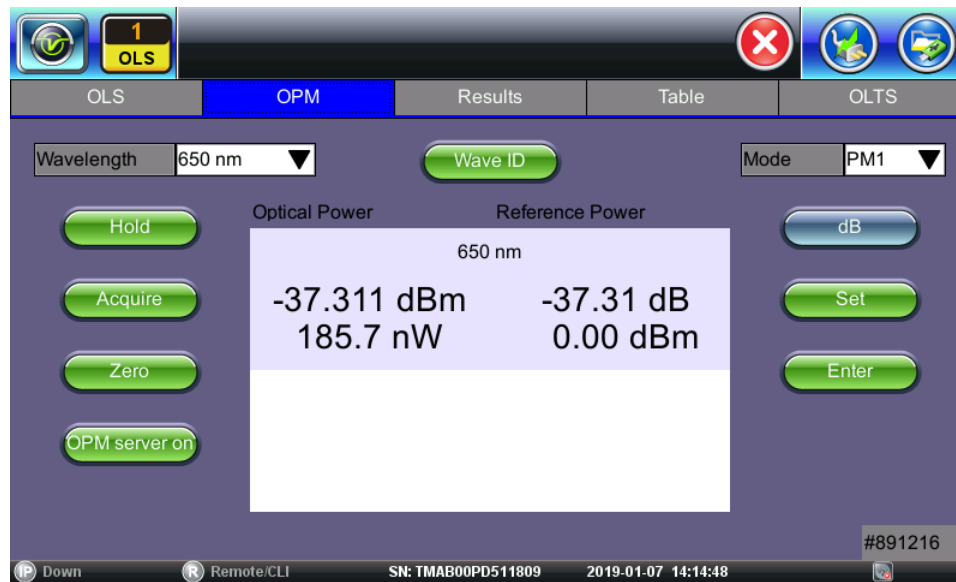 1
OLS
OLS OPM Results Table OLTS
Wavelength 650 nm Wave ID Mode PM1
Optical Power Reference Power
Hold 650 nm dB
Acquire -37.311 dBm -37.31 dB Set
185.7 nW 0.00 dBm
Zero Enter
OPM server on
#891216
IP Down R Remote/CLI SN: TMAB00PD511809 2019-01-07 14:14:48